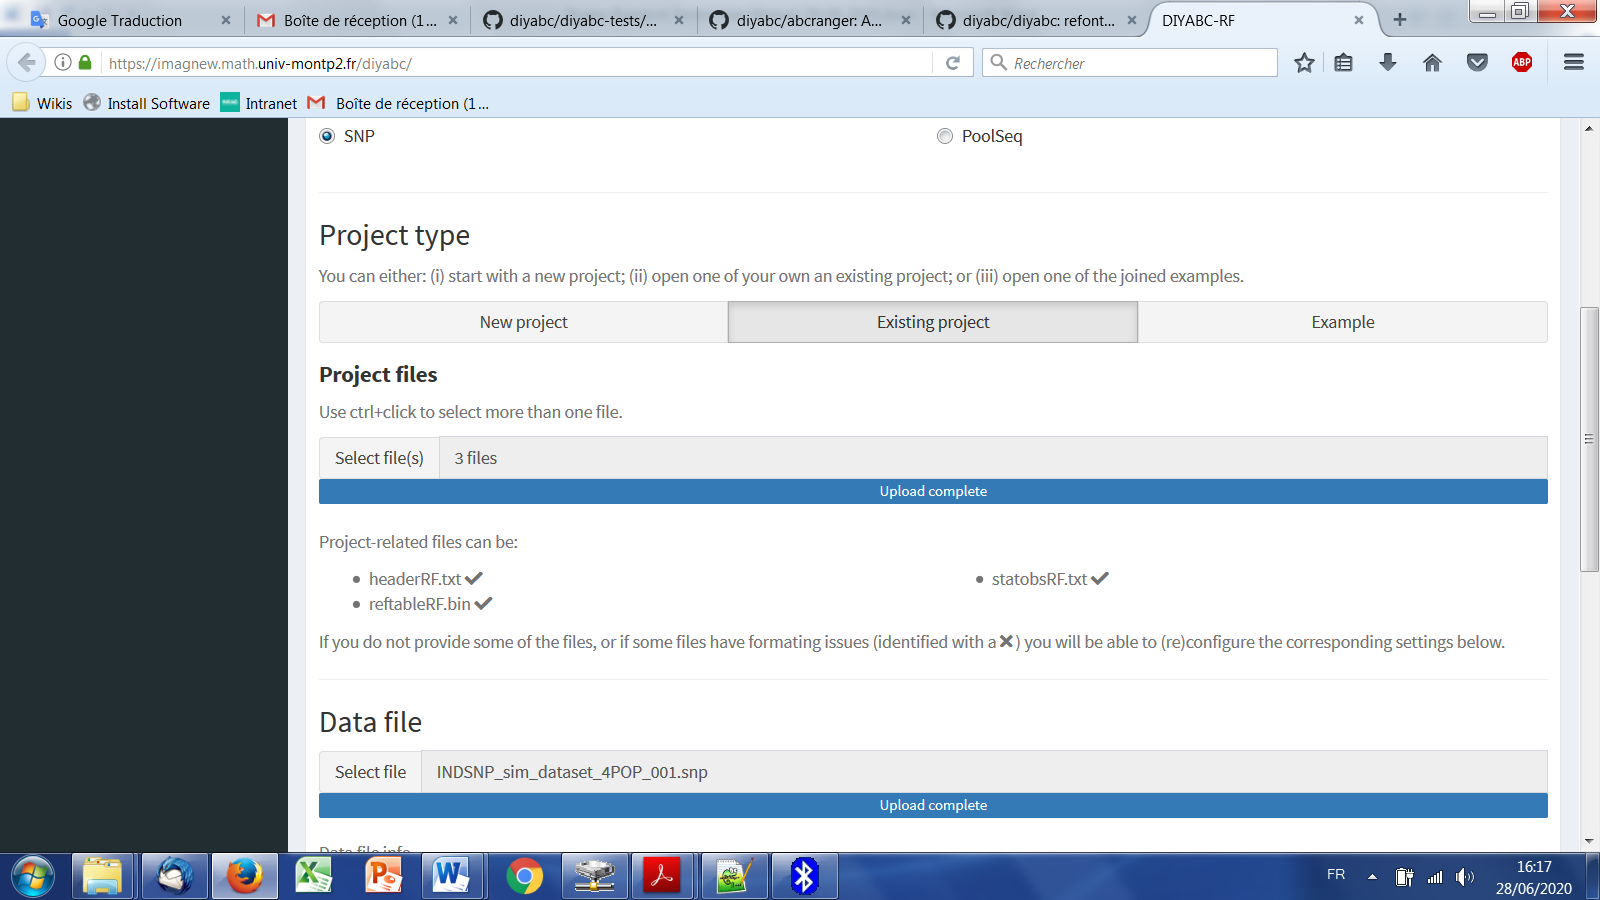 Google Traduction
Boîte de réception (1 ...
diyabc/diyabc-tests/...
diyabc/abcranger: A...
diyabc/diyabc: refont...
DIYABC-RF
https://imagnew.math.univ-montp2.fr/diyabc/
Rechercher
ABP
Wikis
Install Software
Intranet
Boîte de réception (1 ...
SNP
PoolSeq
Project type
You can either: (i) start with a new project; (ii) open one of your own an existing project; or (iii) open one of the joined examples.
New project
Existing project
Example
Project files
Use ctrl+click to select more than one file.
Select file(s)
3 files
Upload complete
Project-related files can be:
headerRF.txt
statobsRF.txt
reftableRF.bin
If you do not provide some of the files, or if some files have formating issues (identified with a ) you will be able to (re)configure the corresponding settings below.
Data file
Select file
INDSNP_sim_dataset_4POP_001.snp
Upload complete
Data file info
FR
16:17
28/06/2020